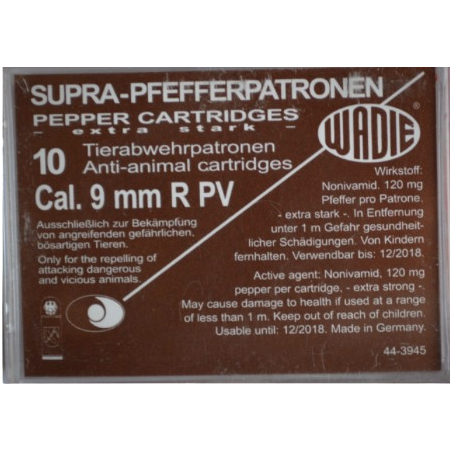 SUPRA-PFEFFERPATRONEN
PEPPER CARTRIDGES
- extra stark -
WADIE ®
10 Tierabwehrpatronen
Anti-animal cartridges
Cal. 9 mm R PV
Ausschließlich zur Bekämpfung
von angreifenden gefährlichen,
bösartigen Tieren.
Only for the repelling of
attacking dangerous
and vicious animals.
Wirkstoff:
Nonivamid. 120 mg
Pfeffer pro Patrone.
- extra stark -. In Entfernung
unter 1 m Gefahr gesundheit-
licher Schädigungen. Von Kindern
fernhalten. Verwendbar bis: 12/2018.
Active agent: Nonivamid, 120 mg
pepper per cartridge, - extra strong -.
May cause damage to health if used at a range
of less than 1 m. Keep out of reach of children.
Usable until: 12/2018. Made in Germany.
44-3945